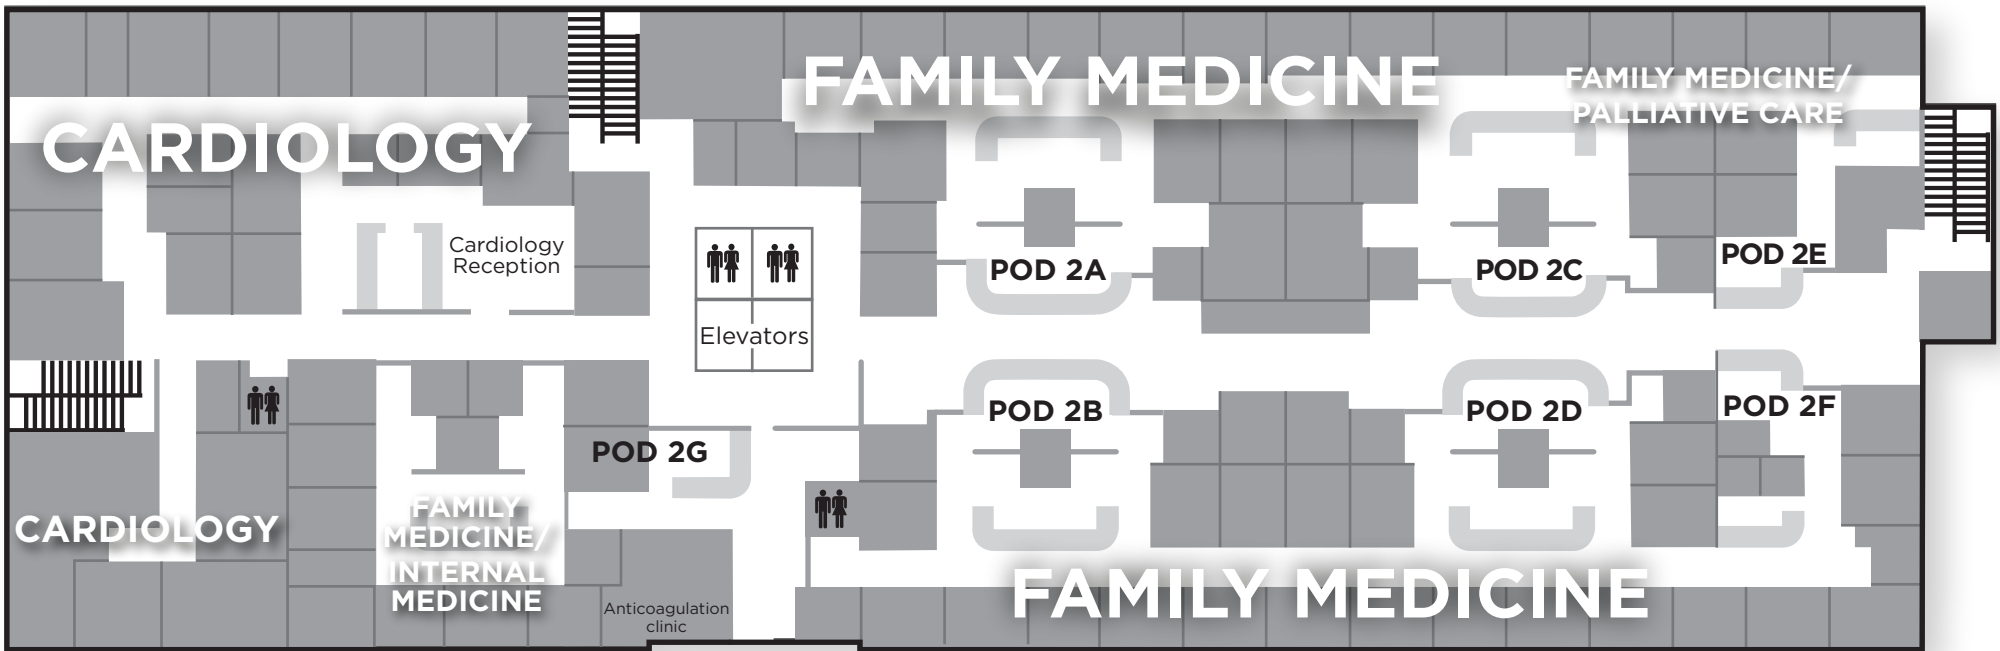 FAMILY MEDICINE
FAMILY MEDICINE/
PALLIATIVE CARE
CARDIOLOGY
Cardiology
Reception
POD 2A
POD 2C
POD 2E
Elevators
POD 2B
POD 2D
POD 2F
POD 2G
CARDIOLOGY
FAMILY
MEDICINE/
INTERNAL
MEDICINE
FAMILY MEDICINE
Anticoagulation
clinic